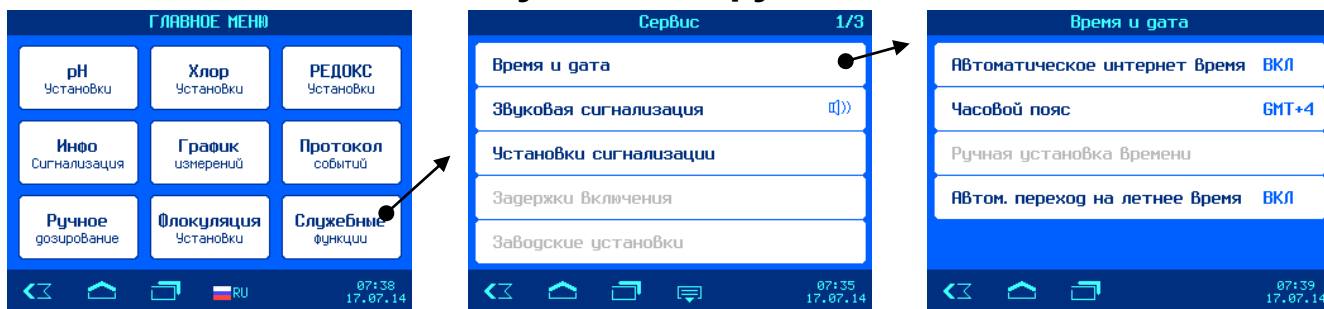 ГЛАВНОЕ МЕНЮ
pH
Установки
Хлор
Установки
РЕДОКС
Установки
Инфо
Сигнализация
График
измерений
Протокол
событий
Ручное
дозирование
Флокуляция
Установки
Служебные
функции
RU
07:38
17.07.14
Сервис 1/3
Время и дата
Звуковая сигнализация
Установки сигнализации
Задержки включения
Заводские установки
07:35
17.07.14
Время и дата
Автоматическое интернет время ВКЛ
Часовой пояс GMT+4
Ручная установка времени
Автом. переход на летнее время ВКЛ
07:39
17.07.14